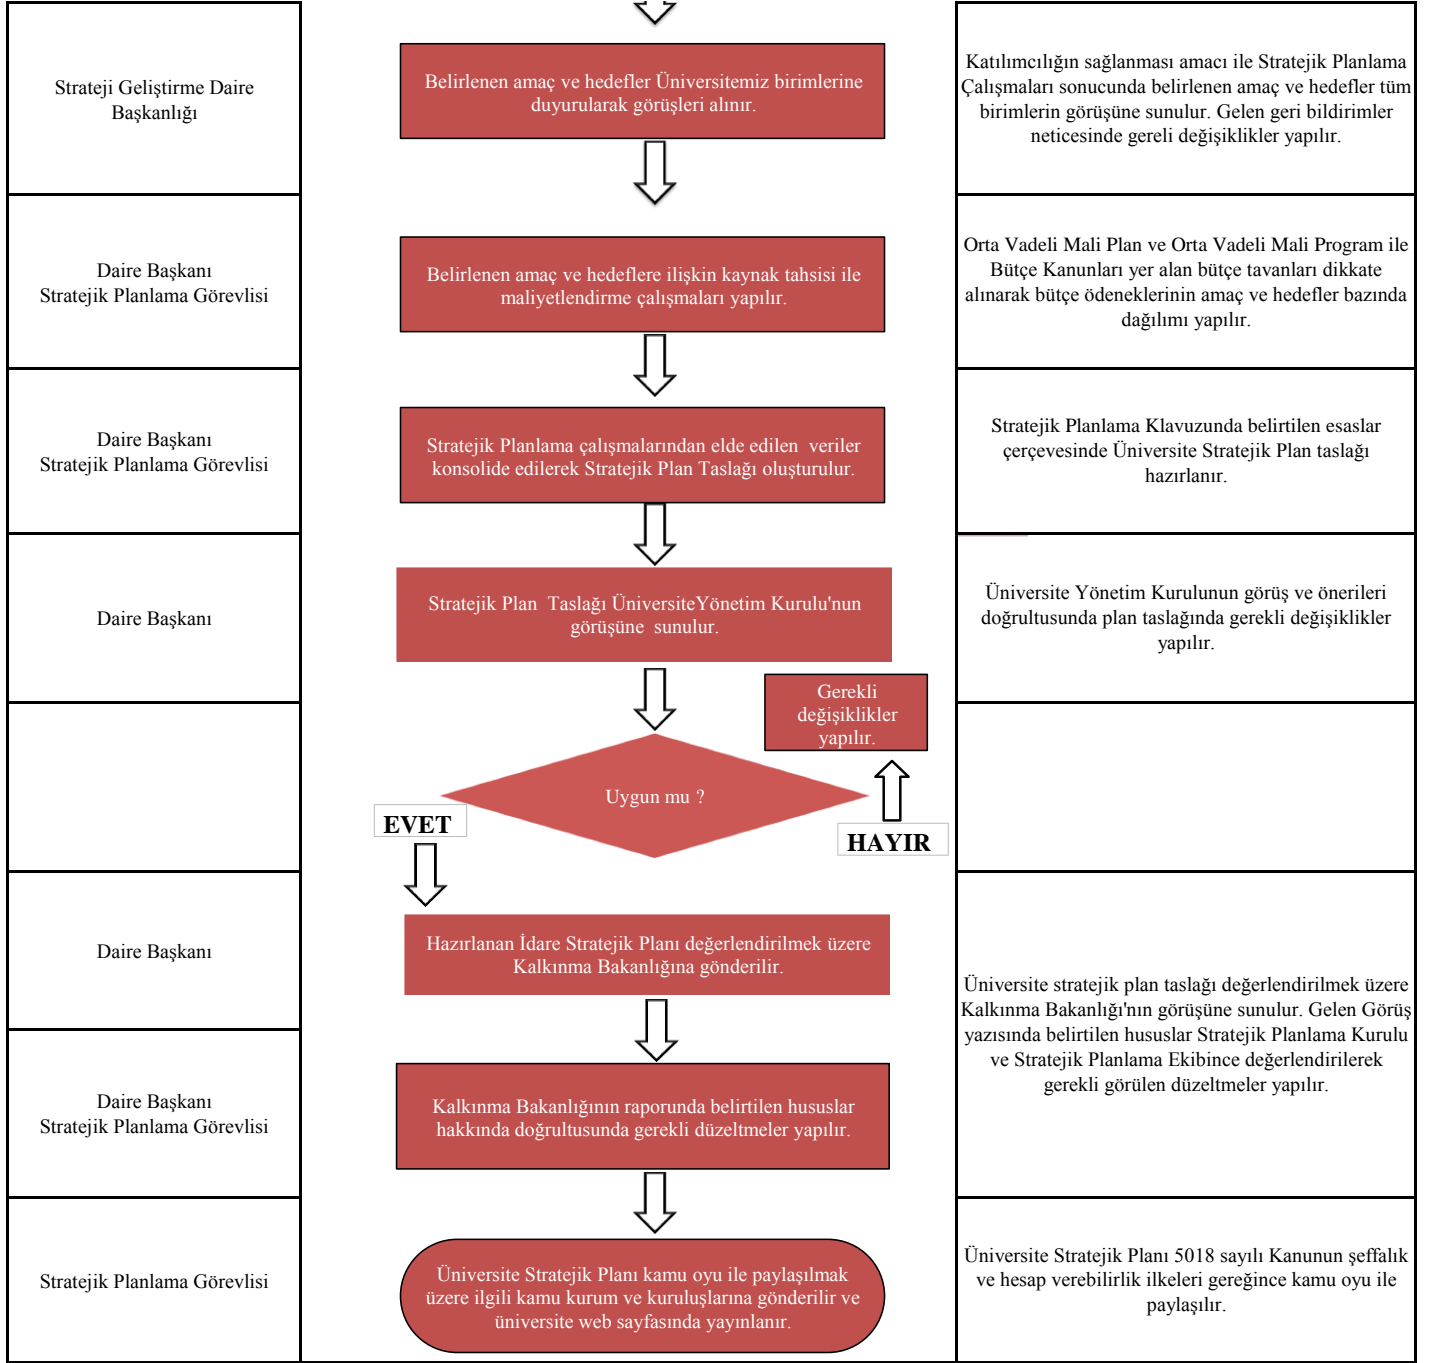 Strateji Geliştirme Daire
Başkanlığı
Belirlenen amaç ve hedefler Üniversitemiz birimlerine
duyurularak görüşleri alınır.
Katılımcılığın sağlanması amacı ile Stratejik Planlama
Çalışmaları sonucunda belirlenen amaç ve hedefler tüm
birimlerin görüşüne sunulur. Gelen geri bildirimler
neticesinde gereli değişiklikler yapılır.
Daire Başkanı
Stratejik Planlama Görevlisi
Belirlenen amaç ve hedeflere ilişkin kaynak tahsisi ile
maliyetlendirme çalışmaları yapılır.
Orta Vadeli Mali Plan ve Orta Vadeli Mali Program ile
Bütçe Kanunları yer alan bütçe tavanları dikkate
alınarak bütçe ödeneklerinin amaç ve hedefler bazında
dağılımı yapılır.
Daire Başkanı
Stratejik Planlama Görevlisi
Stratejik Planlama çalışmalarından elde edilen  veriler
konsolide edilerek Stratejik Plan Taslağı oluşturulur.
Stratejik Planlama Klavuzunda belirtilen esaslar
çerçevesinde Üniversite Stratejik Plan taslağı
hazırlanır.
Daire Başkanı
Stratejik Plan  Taslağı ÜniversiteYönetim Kurulu'nun
görüşüne  sunulur.
Üniversite Yönetim Kurulunun görüş ve önerileri
doğrultusunda plan taslağında gerekli değişiklikler
yapılır.
Gerekli
değişiklikler
yapılır.
Uygun mu ?
EVET
HAYIR
Daire Başkanı
Hazırlanan İdare Stratejik Planı değerlendirilmek üzere
Kalkınma Bakanlığına gönderilir.
Üniversite stratejik plan taslağı değerlendirilmek üzere
Kalkınma Bakanlığı'nın görüşüne sunulur. Gelen Görüş
yazısında belirtilen hususlar Stratejik Planlama Kurulu
ve Stratejik Planlama Ekibince değerlendirilerek
gerekli görülen düzeltmeler yapılır.
Daire Başkanı
Stratejik Planlama Görevlisi
Kalkınma Bakanlığının raporunda belirtilen hususlar
hakkında doğrultusunda gerekli düzeltmeler yapılır.
Stratejik Planlama Görevlisi
Üniversite Stratejik Planı kamu oyu ile paylaşılmak
üzere ilgili kamu kurum ve kuruluşlarına gönderilir ve
üniversite web sayfasında yayınlanır.
Üniversite Stratejik Planı 5018 sayılı Kanunun şeffalık
ve hesap verebilirlik ilkeleri gereğince kamu oyu ile
paylaşılır.